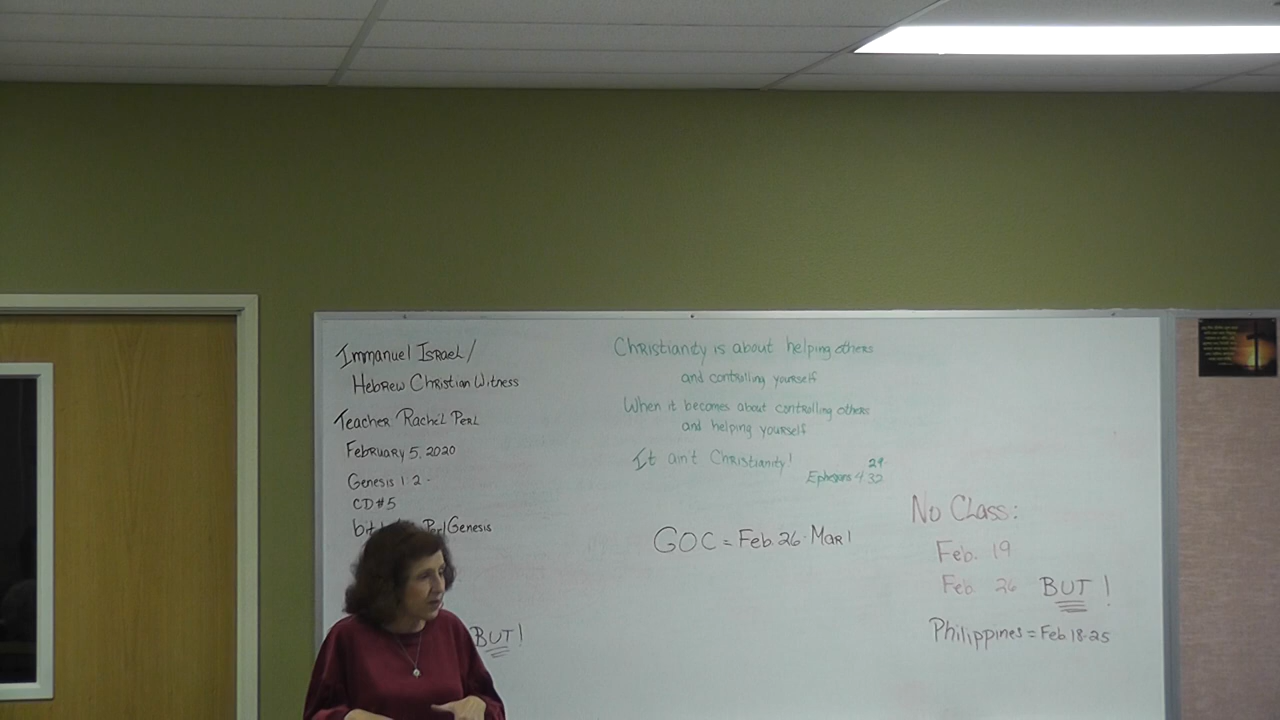 Immanuel Israel/
Hebrew Christian Witness
Teacher Rachel Perl
February 5, 2020
Genesis 1:2-
CD#5
bit Perl Genesis
BUT!
Christianity is about helping others
and controlling yourself
When it becomes about controlling others
and helping yourself
It ain't Christianity!
Ephesians 4 29 32
GOC = Feb. 26 - Mar 1
No Class:
Feb. 19
Feb. 26 BUT!
Philippines = Feb 18-25